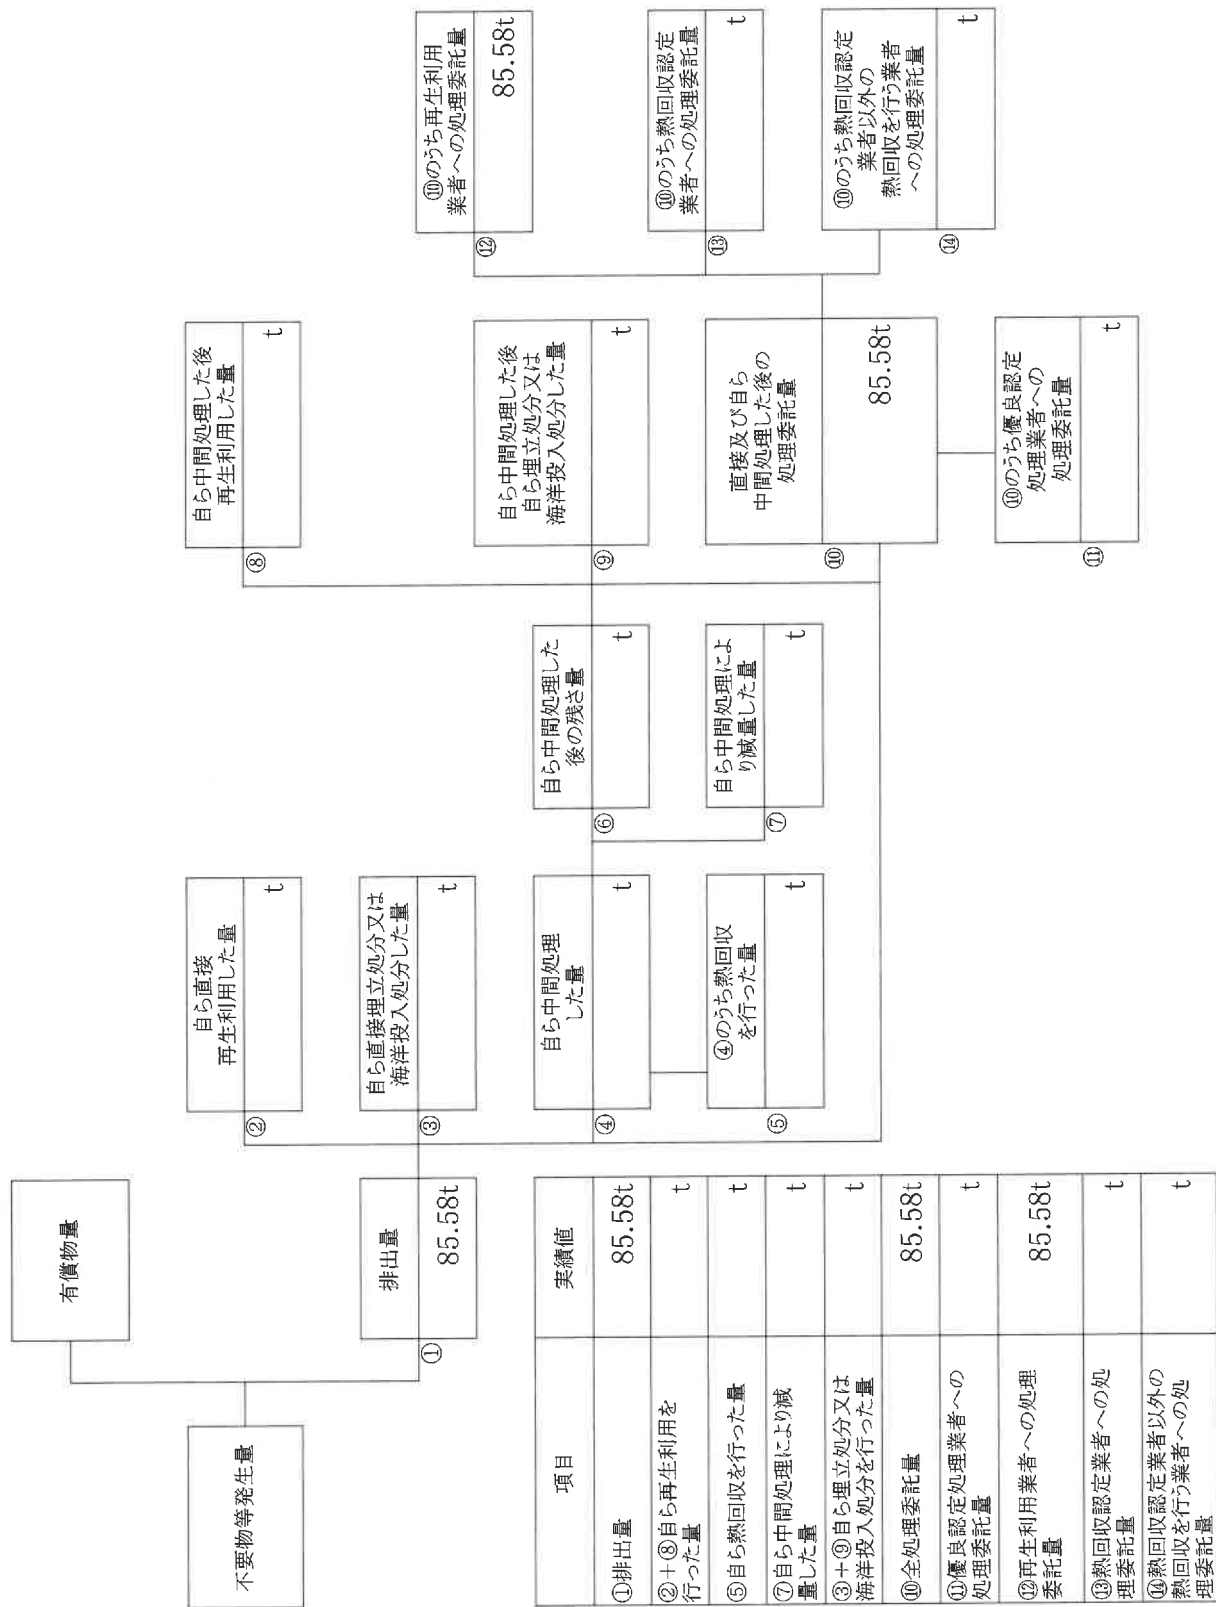 不要物等発生量
有償物量
①
排出量
85.58t
②
自ら直接
再生利用した量
t
③
自ら直接埋立処分又は
海洋投入処分した量
t
④
自ら中間処理
した量
t
⑤
④のうち熱回収
を行った量
t
⑥
自ら中間処理した
後の残さ量
t
⑦
自ら中間処理によ
り減量した量
t
⑧
自ら中間処理した後
再生利用した量
t
⑨
自ら中間処理した後
自ら埋立処分又は
海洋投入処分した量
t
⑩
直接及び自ら
中間処理した後の
処理委託量
85.58t
⑪
⑩のうち優良認定
処理業者への
処理委託量
t
⑫
⑩のうち再生利用
業者への処理委託量
85.58t
⑬
⑩のうち熱回収認定
業者への処理委託量
t
⑭
⑩のうち熱回収認定
業者以外の
熱回収を行う業者
への処理委託量
t
項目 実績値
①排出量 85.58t
②+⑧自ら再生利用を
行った量
t
⑤自ら熱回収を行った量 t
⑦自ら中間処理により減
量した量
t
③+⑨自ら埋立処分又は
海洋投入処分を行った量
t
⑩全処理委託量 85.58t
⑪優良認定処理業者への
処理委託量
t
⑫再生利用業者への処理
委託量
85.58t
⑬熱回収認定業者への処
理委託量
t
⑭熱回収認定業者以外の
熱回収を行う業者への処
理委託量
t